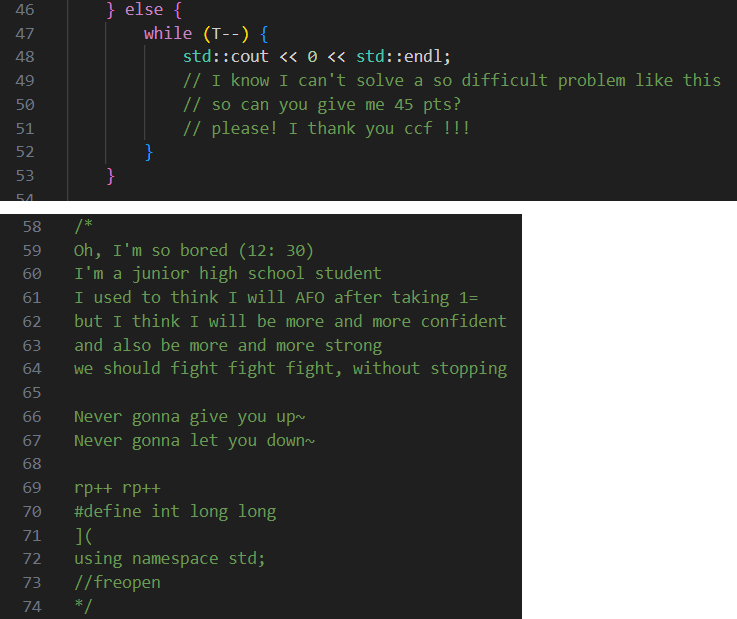 46 } else {
47 while (T--) {
48 std::cout << 0 << std::endl;
49 // I know I can't solve a so difficult problem like this
50 // so can you give me 45 pts?
51 // please! I thank you ccf !!!
52 }
53 }
54
58 /*
59 Oh, I'm so bored (12: 30)
60 I'm a junior high school student
61 I used to think I will AFO after taking 1=
62 but I think I will be more and more confident
63 and also be more and more strong
64 we should fight fight fight, without stopping
65
66 Never gonna give you up~
67 Never gonna let you down~
68
69 rp++ rp++
70 #define int long long
71 ](
72 using namespace std;
73 //freopen
74 */